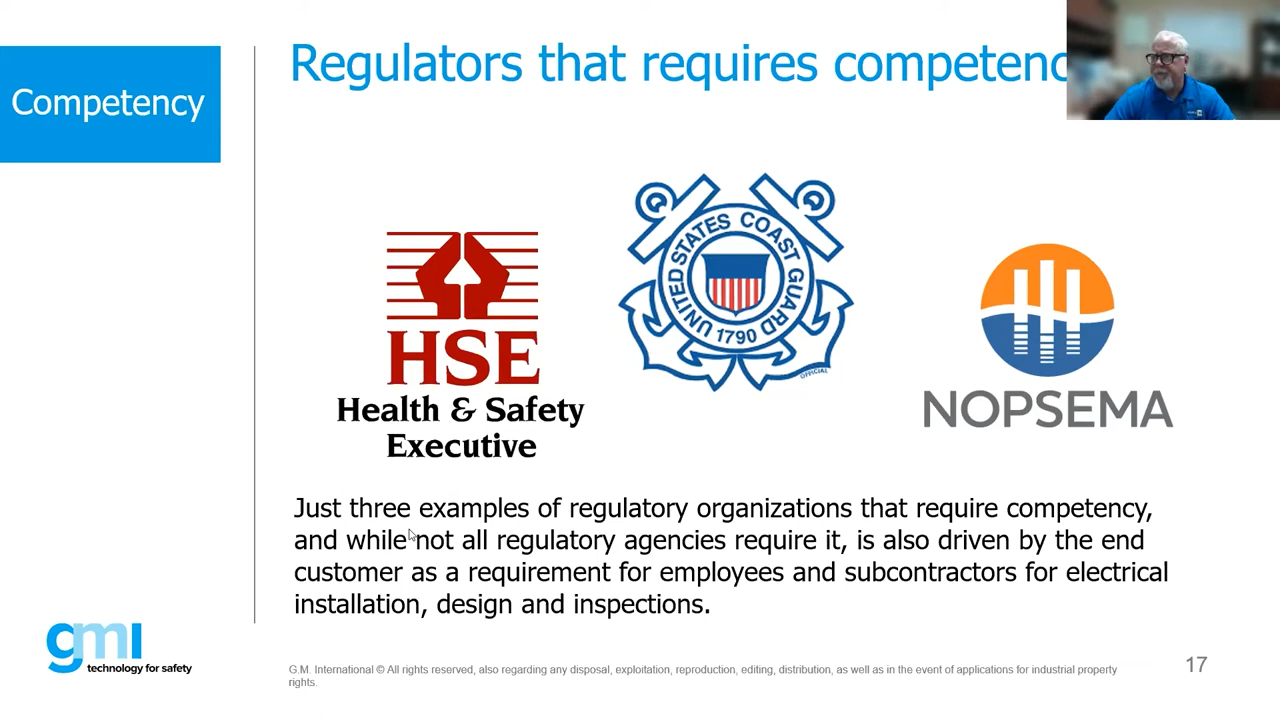 Competency
Regulators that requires competenc
UNITED STATES COAST GUARD
1790
OFFICIAL
HSE
Health & Safety
Executive
NOPSEMA
Just three examples of regulatory organizations that require competency,
and while not all regulatory agencies require it, is also driven by the end
customer as a requirement for employees and subcontractors for electrical
installation, design and inspections.
gmi
technology for safety
G.M. International © All rights reserved, also regarding any disposal, exploitation, reproduction, editing, distribution, as well as in the event of applications for industrial property
rights.
17